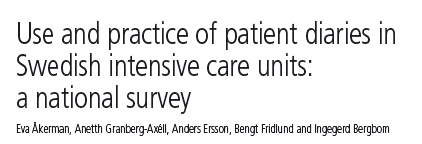 Use and practice of patient diaries in
Swedish intensive care units:
a national survey
Eva Åkerman, Anetth Granberg-Axéll, Anders Ersson, Bengt Fridlund and Ingegerd Bergbom